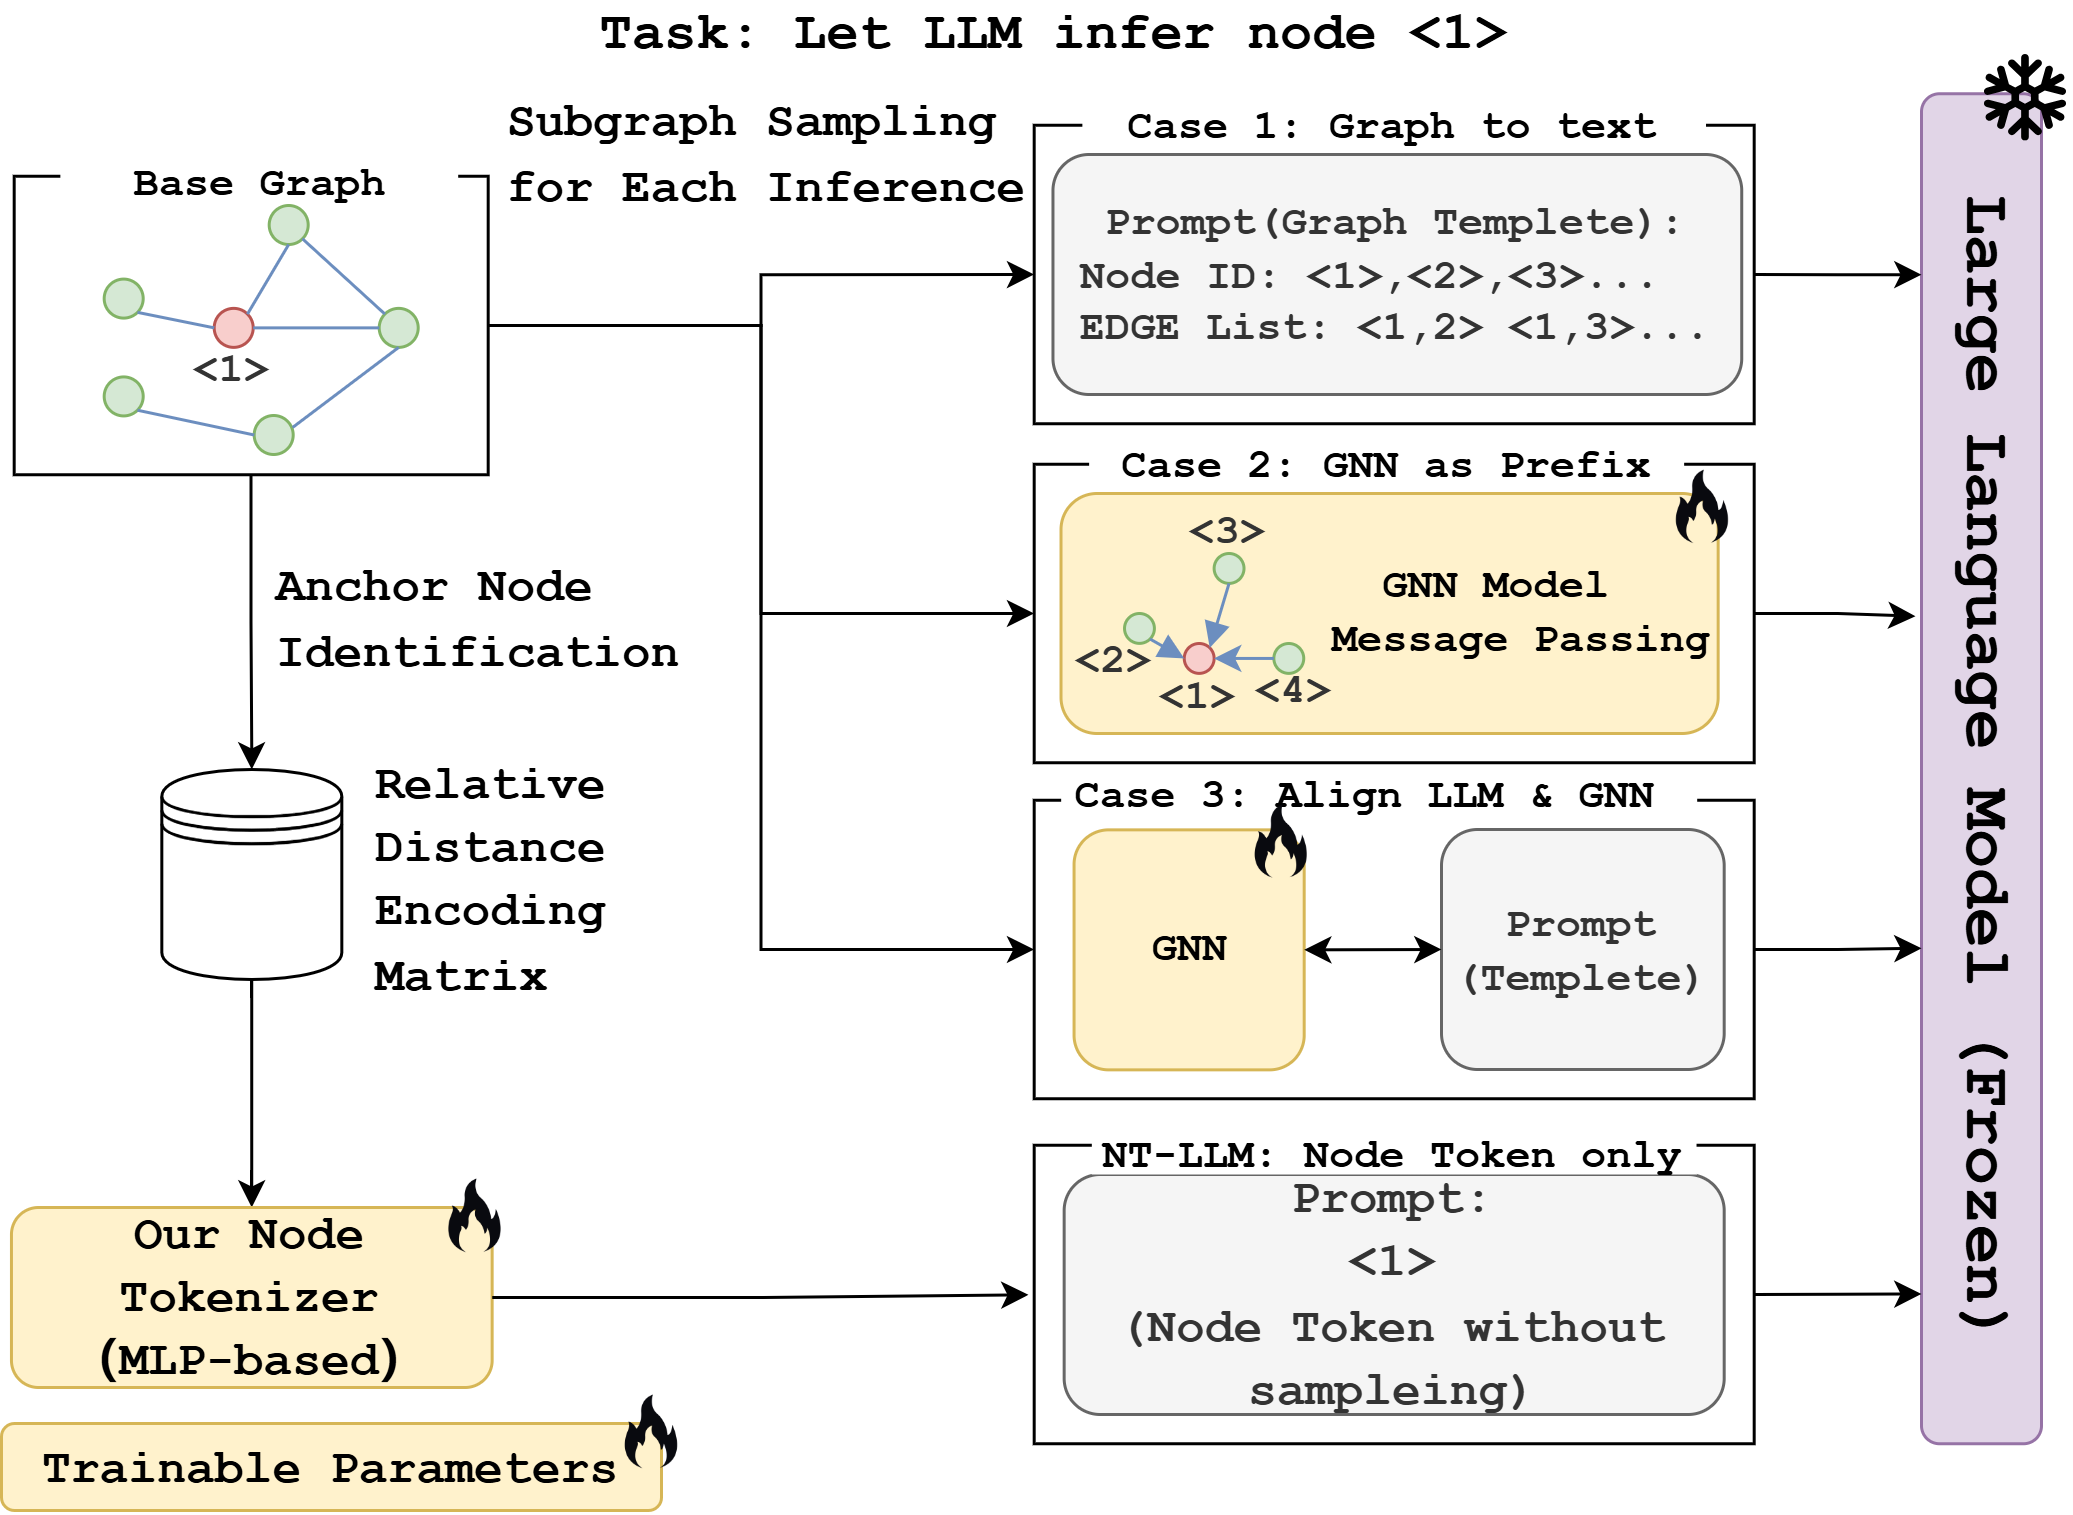 Task: Let LLM infer node <1>
Subgraph Sampling
for Each Inference
Base Graph
<1>
Anchor Node
Identification
Relative
Distance
Encoding
Matrix
Our Node
Tokenizer
(MLP-based)
Trainable Parameters
Case 1: Graph to text
Prompt(Graph Templete):
Node ID: <1>,<2>,<3>...
EDGE List: <1,2> <1,3>...
Case 2: GNN as Prefix
<3>
<2>
<1>
<4>
GNN Model
Message Passing
Case 3: Align LLM & GNN
GNN
Prompt
(Templete)
NT-LLM: Node Token only
Prompt:
<1>
(Node Token without
sampleing)
Large Language Model (Frozen)